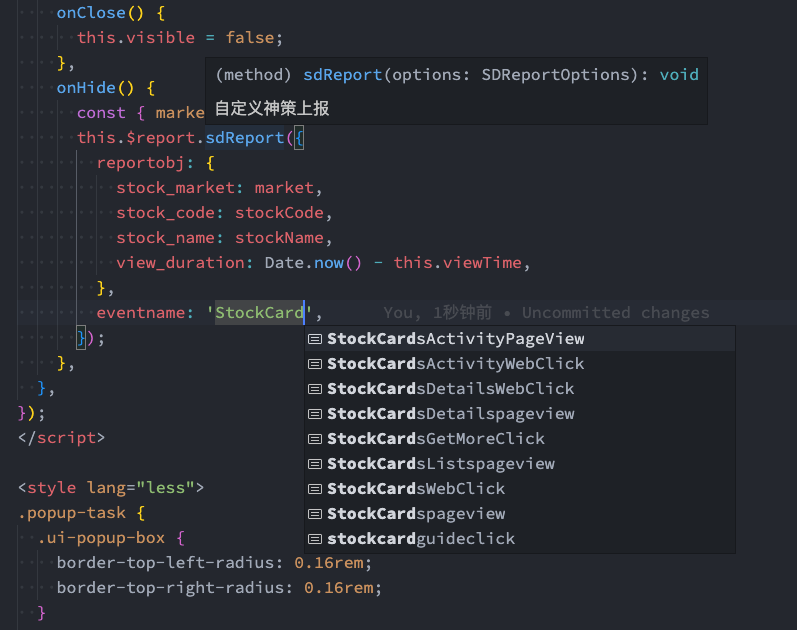 onClose() {
this.visible = false;
},
(method) sdReport(options: SDReportOptions): void
onHide() {
自定义神策上报
const { marke
this.$report.sdReport({
reportobj: {
stock_market: market,
stock_code: stockCode,
stock_name: stockName,
view_duration: Date.now() - this.viewTime,
},
eventname: 'StockCard', You, 1秒钟前 • Uncommitted changes
});
StockCardsActivityPageView
},
StockCardsActivityWebClick
},
StockCardsDetailsWebClick
});
StockCardsDetailspageview
</script>
StockCardsGetMoreClick
StockCardsListspageview
<style lang="less">
StockCardsWebClick
.popup-task {
StockCardspageview
.ui-popup-box {
stockcardguideclick
border-top-left-radius: 0.16rem;
border-top-right-radius: 0.16rem;
}